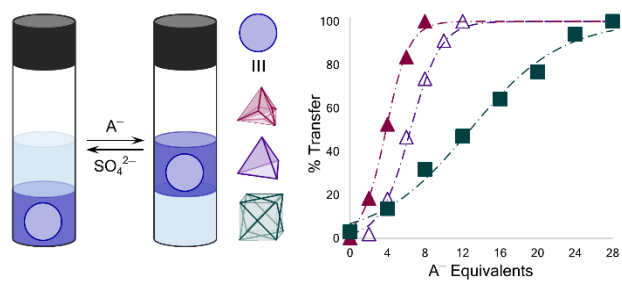 A⁻
SO₄²⁻
III
% Transfer
100
80
60
40
20
0
0 4 8 12 16 20 24 28
A⁻ Equivalents